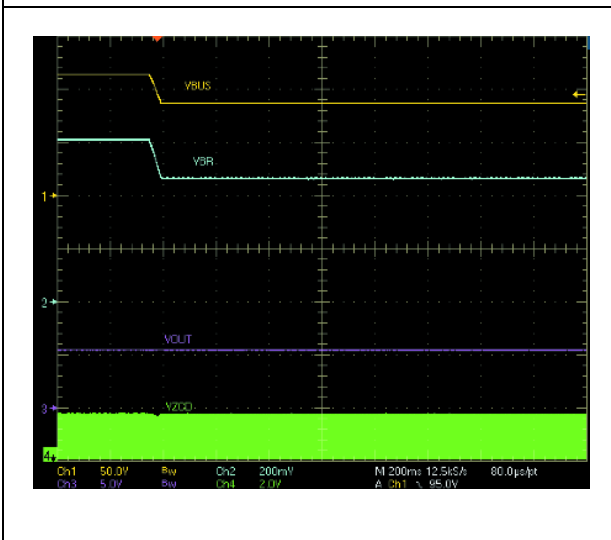 VBUS
VBR
1
2
VOUT
VZCD
3
4
Ch1 50.0V Bw Ch2 200mV M 200ms 12.5kS/s 80.0µs/pt
Ch3 5.0V Bw Ch4 2.0V A Ch1 95.0V